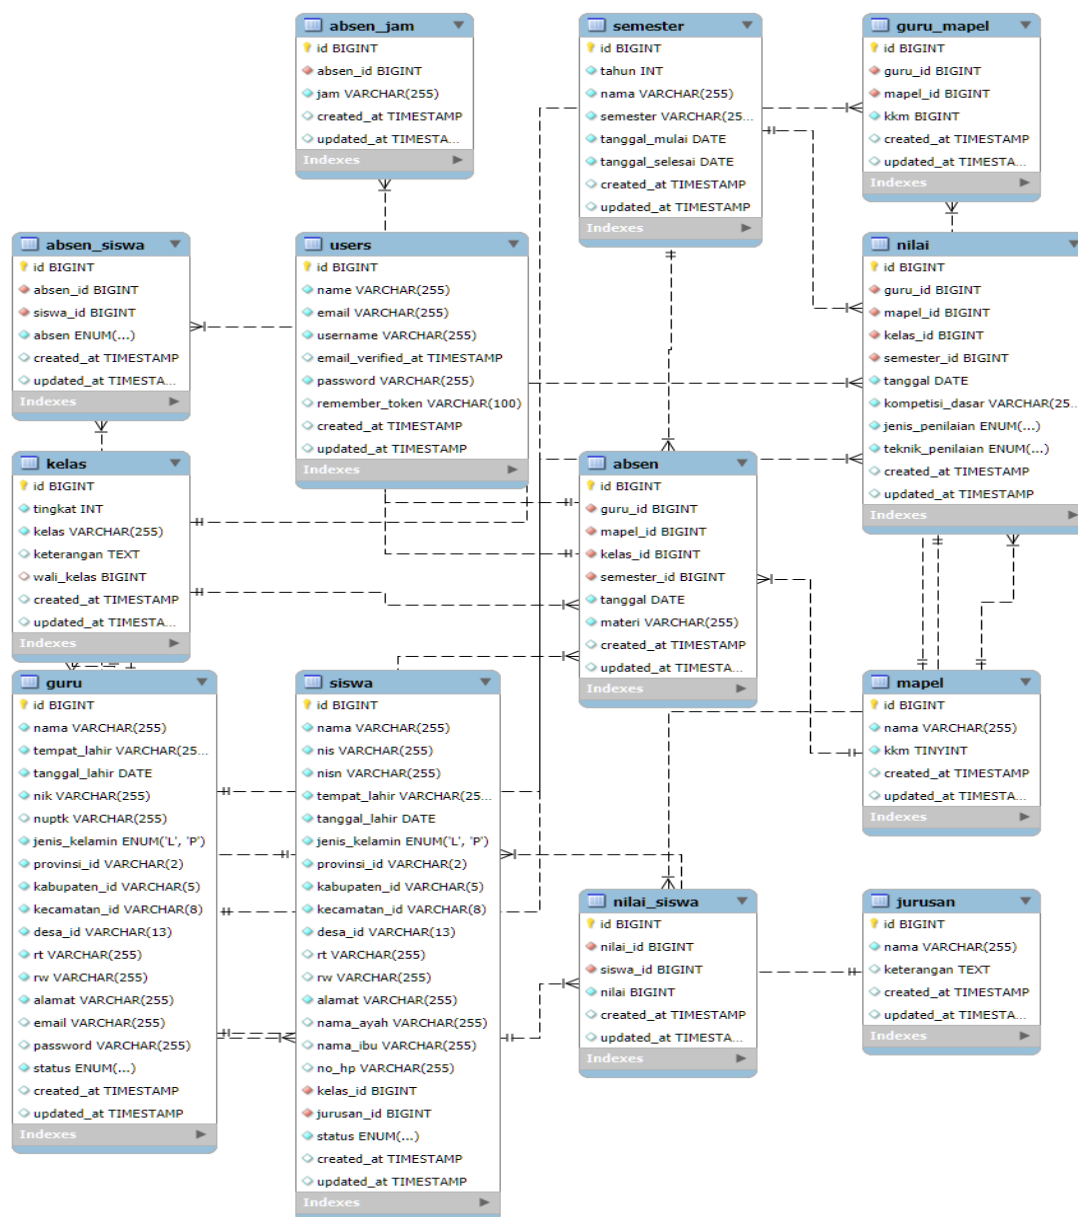 absen_jam
id BIGINT
absen_id BIGINT
jam VARCHAR(255)
created_at TIMESTAMP
updated_at TIMESTA...
Indexes
semester
id BIGINT
tahun INT
nama VARCHAR(255)
semester VARCHAR(25...
tanggal_mulai DATE
tanggal_selesai DATE
created_at TIMESTAMP
updated_at TIMESTAMP
Indexes
guru_mapel
id BIGINT
guru_id BIGINT
mapel_id BIGINT
kkm BIGINT
created_at TIMESTAMP
updated_at TIMESTA...
Indexes
absen_siswa
id BIGINT
absen_id BIGINT
siswa_id BIGINT
absen ENUM(...)
created_at TIMESTAMP
updated_at TIMESTA...
Indexes
users
id BIGINT
name VARCHAR(255)
email VARCHAR(255)
username VARCHAR(255)
email_verified_at TIMESTAMP
password VARCHAR(255)
remember_token VARCHAR(100)
created_at TIMESTAMP
updated_at TIMESTAMP
Indexes
nilai
id BIGINT
guru_id BIGINT
mapel_id BIGINT
kelas_id BIGINT
semester_id BIGINT
tanggal DATE
kompetisi_dasar VARCHAR(25...
jenis_penilaian ENUM(...)
teknik_penilaian ENUM(...)
created_at TIMESTAMP
updated_at TIMESTAMP
Indexes
kelas
id BIGINT
tingkat INT
kelas VARCHAR(255)
keterangan TEXT
wali_kelas BIGINT
created_at TIMESTAMP
updated_at TIMESTA...
Indexes
absen
id BIGINT
guru_id BIGINT
mapel_id BIGINT
kelas_id BIGINT
semester_id BIGINT
tanggal DATE
materi VARCHAR(255)
created_at TIMESTAMP
updated_at TIMESTA...
Indexes
guru
id BIGINT
nama VARCHAR(255)
tempat_lahir VARCHAR(25...
tanggal_lahir DATE
nik VARCHAR(255)
nuptk VARCHAR(255)
jenis_kelamin ENUM('L', 'P')
provinsi_id VARCHAR(2)
kabupaten_id VARCHAR(5)
kecamatan_id VARCHAR(8)
desa_id VARCHAR(13)
rt VARCHAR(255)
rw VARCHAR(255)
alamat VARCHAR(255)
email VARCHAR(255)
password VARCHAR(255)
status ENUM(...)
created_at TIMESTAMP
updated_at TIMESTAMP
Indexes
siswa
id BIGINT
nama VARCHAR(255)
nis VARCHAR(255)
nisn VARCHAR(255)
tempat_lahir VARCHAR(25...
tanggal_lahir DATE
jenis_kelamin ENUM('L', 'P')
provinsi_id VARCHAR(2)
kabupaten_id VARCHAR(5)
kecamatan_id VARCHAR(8)
desa_id VARCHAR(13)
rt VARCHAR(255)
rw VARCHAR(255)
alamat VARCHAR(255)
nama_ayah VARCHAR(255)
nama_ibu VARCHAR(255)
no_hp VARCHAR(255)
kelas_id BIGINT
jurusan_id BIGINT
status ENUM(...)
created_at TIMESTAMP
updated_at TIMESTAMP
Indexes
mapel
id BIGINT
nama VARCHAR(255)
kkm TINYINT
created_at TIMESTAMP
updated_at TIMESTA...
Indexes
nilai_siswa
id BIGINT
nilai_id BIGINT
siswa_id BIGINT
nilai BIGINT
created_at TIMESTAMP
updated_at TIMESTA...
Indexes
jurusan
id BIGINT
nama VARCHAR(255)
keterangan TEXT
created_at TIMESTAMP
updated_at TIMESTA...
Indexes